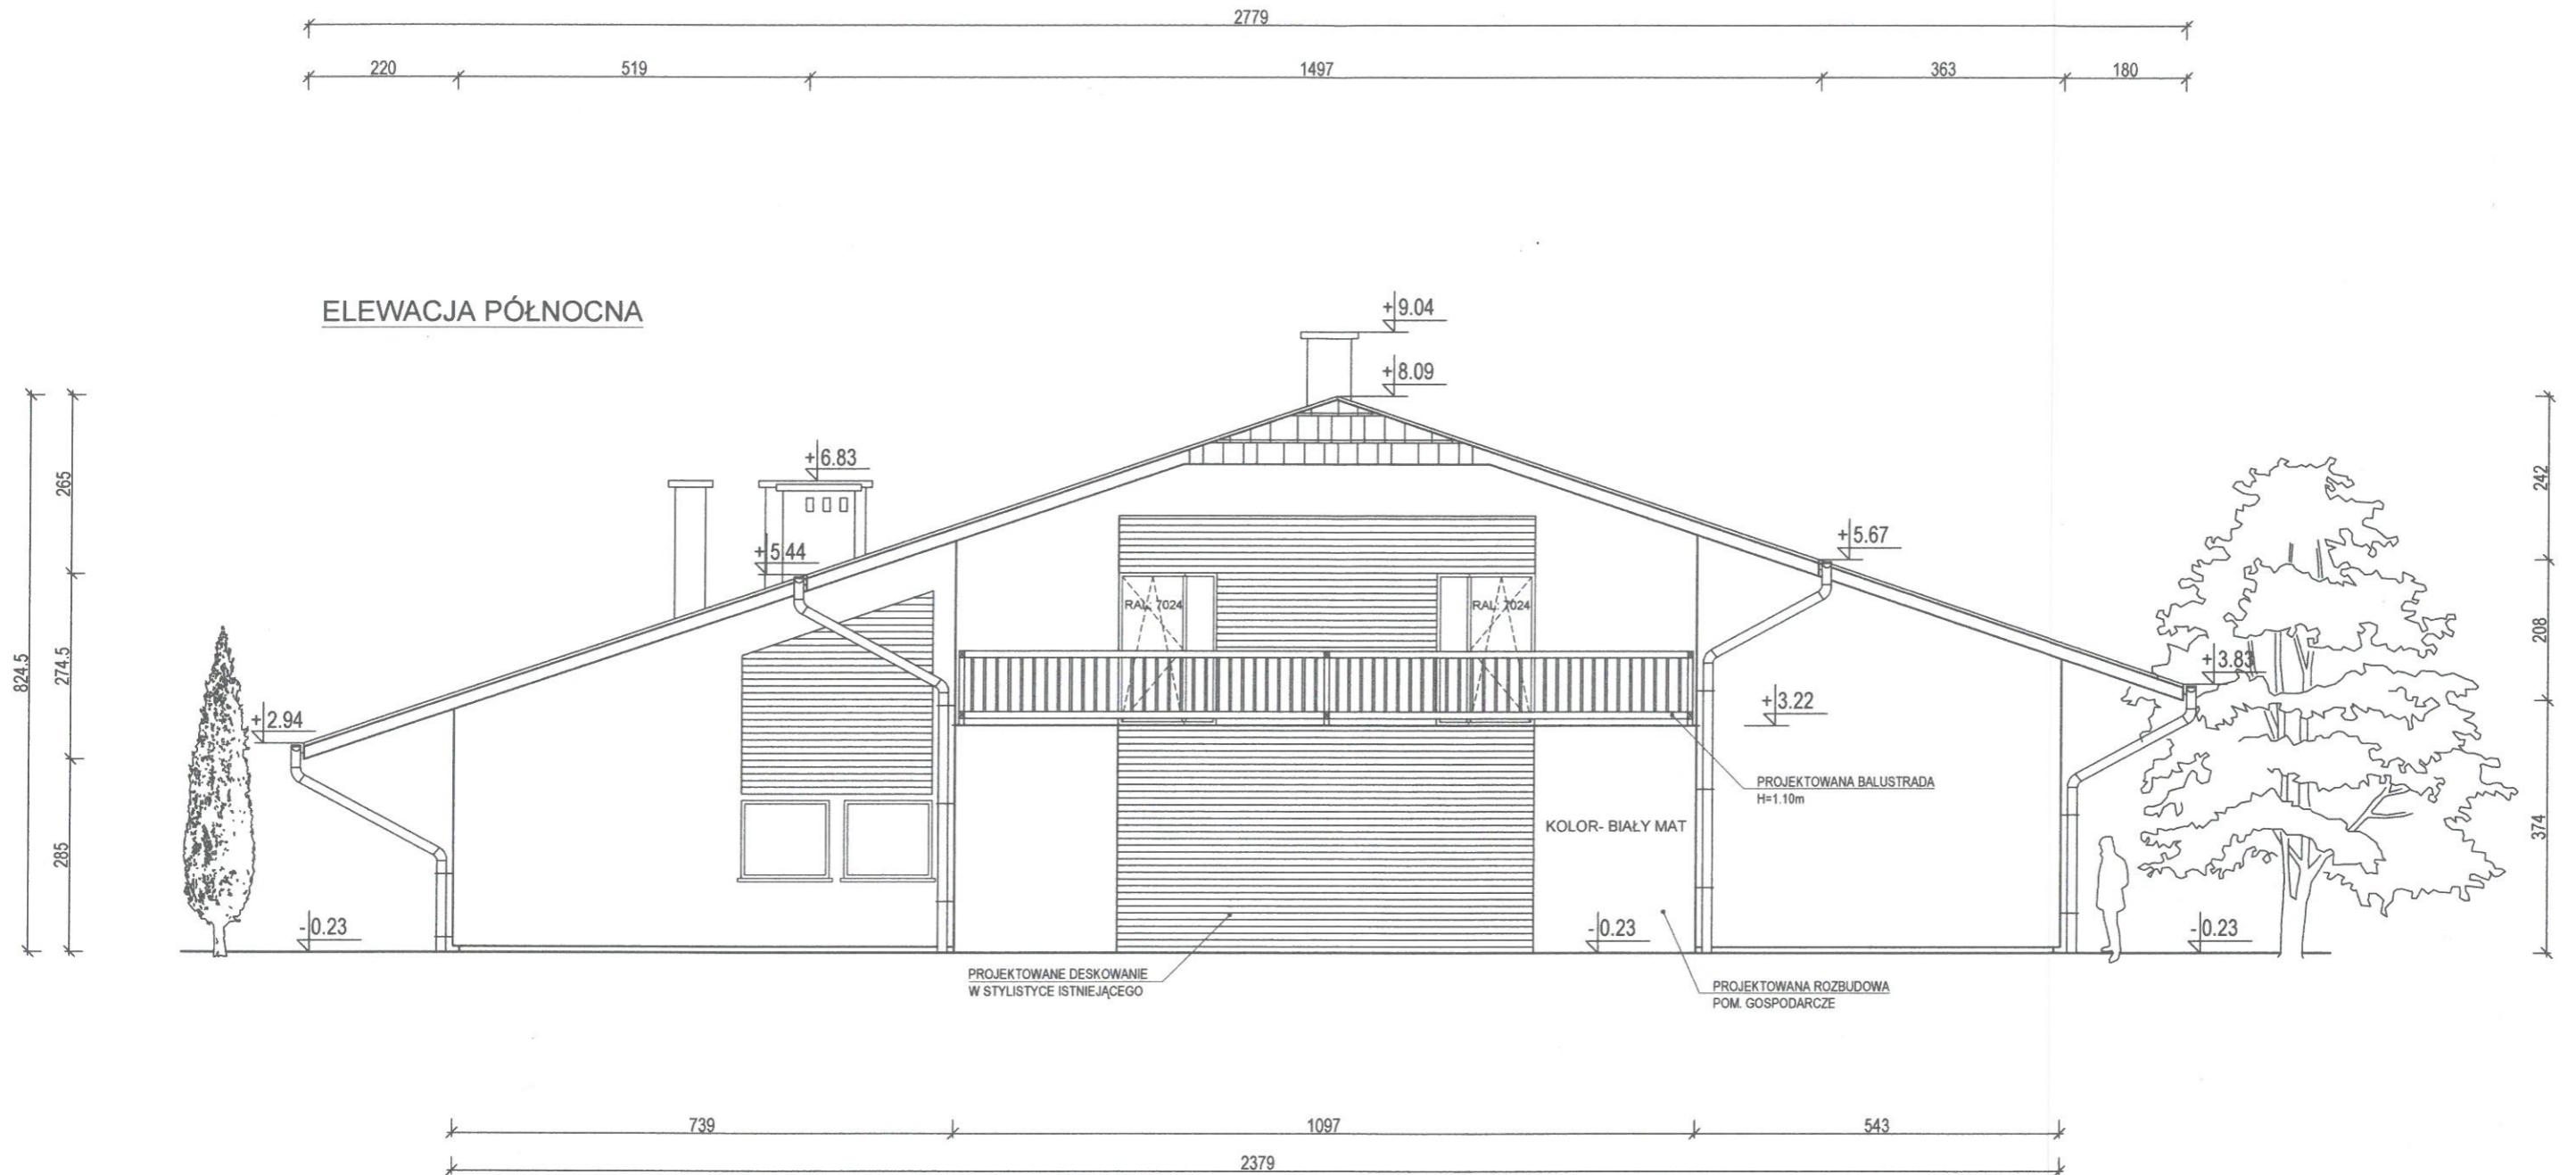 2779
220
519
1497
363
180
ELEWACJA PÓŁNOCNA
+9.04
+8.09
+6.83
+5.44
+5.67
+2.94
+3.83
+3.22
824.5
265
274.5
285
242
208
374
RAL: 7024
RAL: 7024
PROJEKTOWANA BALUSTRADA
H=1.10m
KOLOR- BIAŁY MAT
-0.23
-0.23
-0.23
PROJEKTOWANE DESKOWANIE
W STYLISTYCE ISTNIEJĄCEGO
PROJEKTOWANA ROZBUDOWA
POM. GOSPODARCZE
739
1097
543
2379